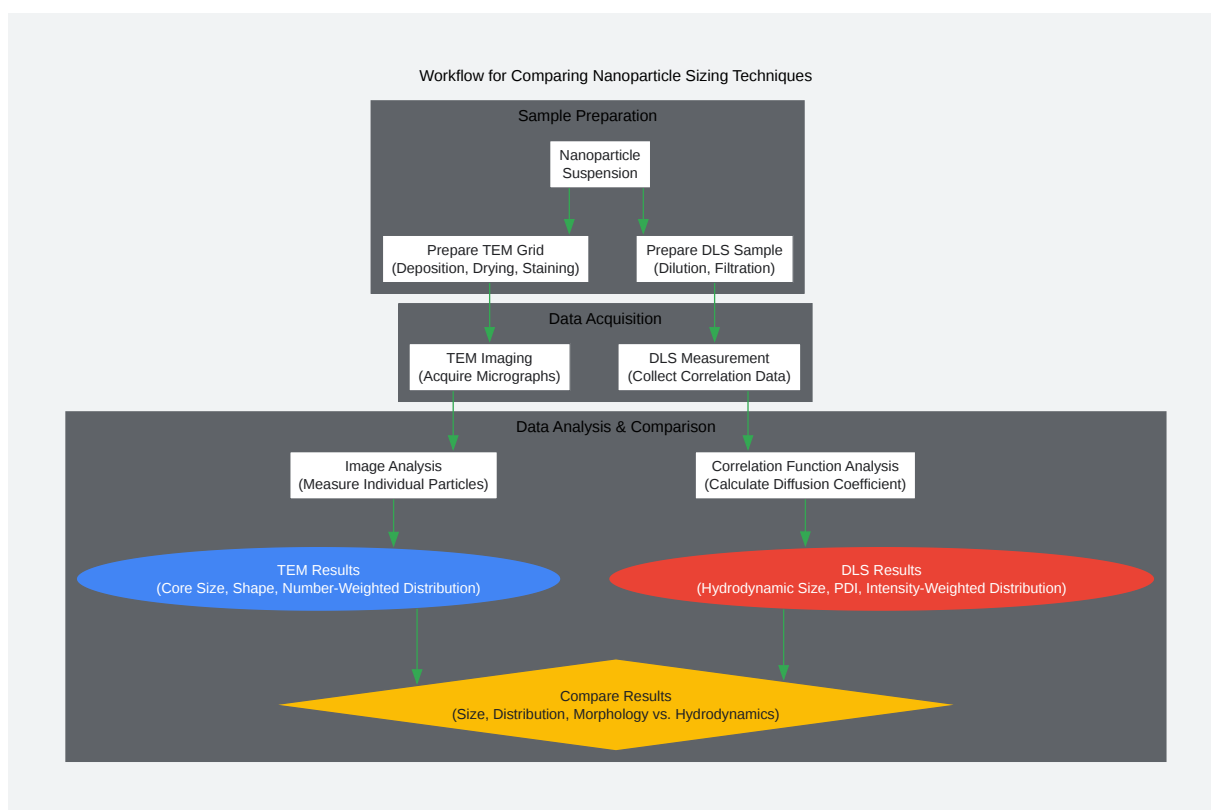 Workflow for Comparing Nanoparticle Sizing Techniques
Sample Preparation
Nanoparticle
Suspension
Prepare TEM Grid
(Deposition, Drying, Staining)
Prepare DLS Sample
(Dilution, Filtration)
Data Acquisition
TEM Imaging
(Acquire Micrographs)
DLS Measurement
(Collect Correlation Data)
Data Analysis & Comparison
Image Analysis
(Measure Individual Particles)
Correlation Function Analysis
(Calculate Diffusion Coefficient)
TEM Results
(Core Size, Shape, Number-Weighted Distribution)
DLS Results
(Hydrodynamic Size, PDI, Intensity-Weighted Distribution)
Compare Results
(Size, Distribution, Morphology vs. Hydrodynamics)